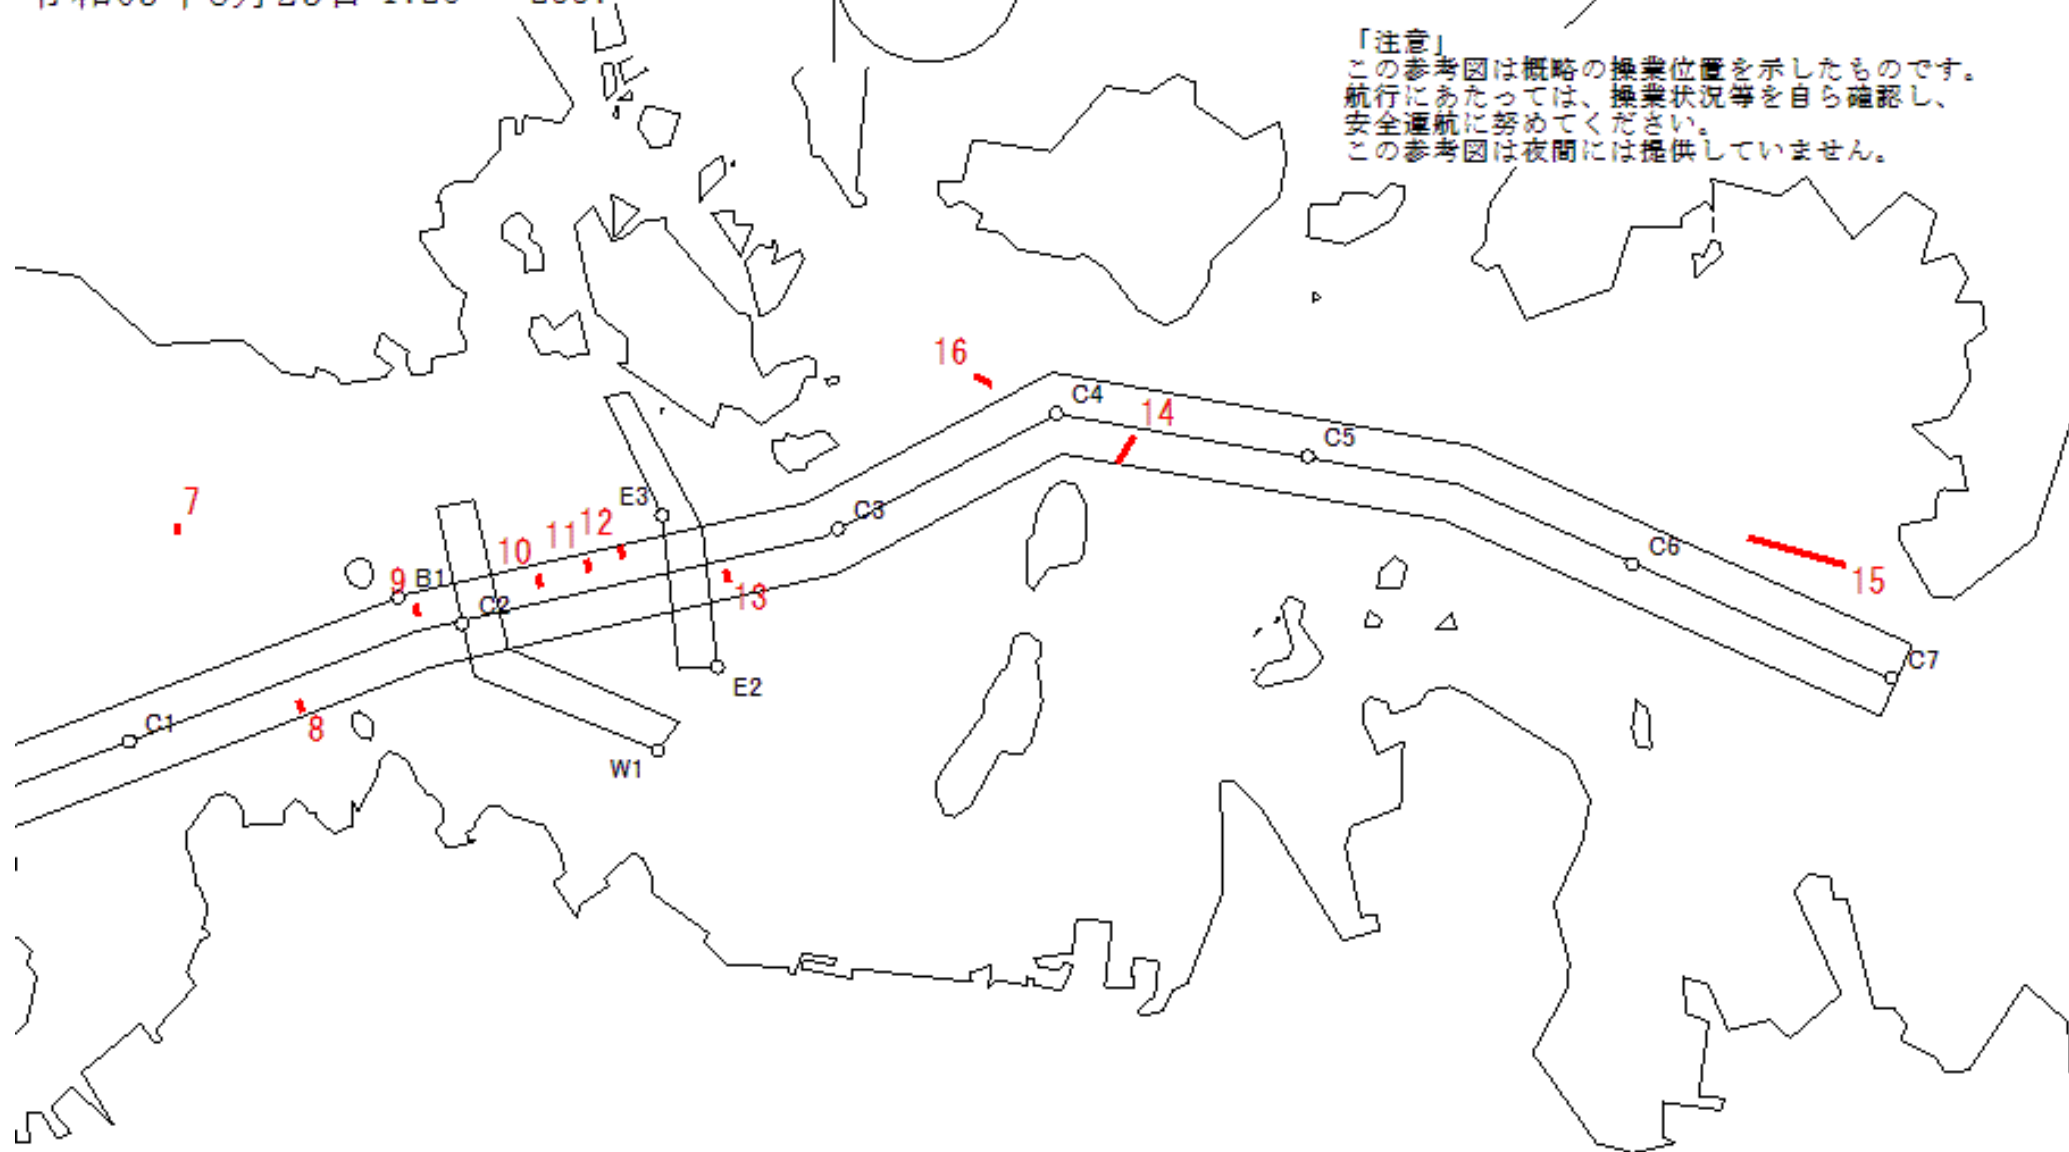 「注意」
この参考図は概略の操業位置を示したものです。
航行にあたっては、操業状況等を自ら確認し、
安全運航に努めてください。
この参考図は夜間には提供していません。
16
C4
14
C5
7
E3
12
11
C3
10
C6
9
B1
15
C2
13
C7
E2
C1
8
W1